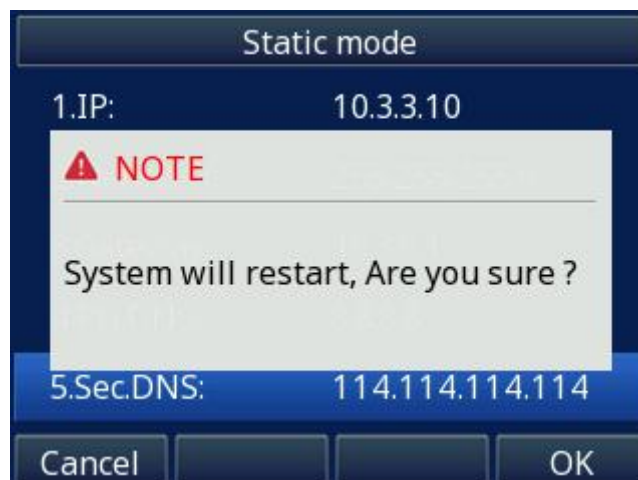 Static mode
1.IP: 10.3.3.10
NOTE
System will restart, Are you sure ?
5.Sec.DNS: 114.114.114.114
Cancel OK